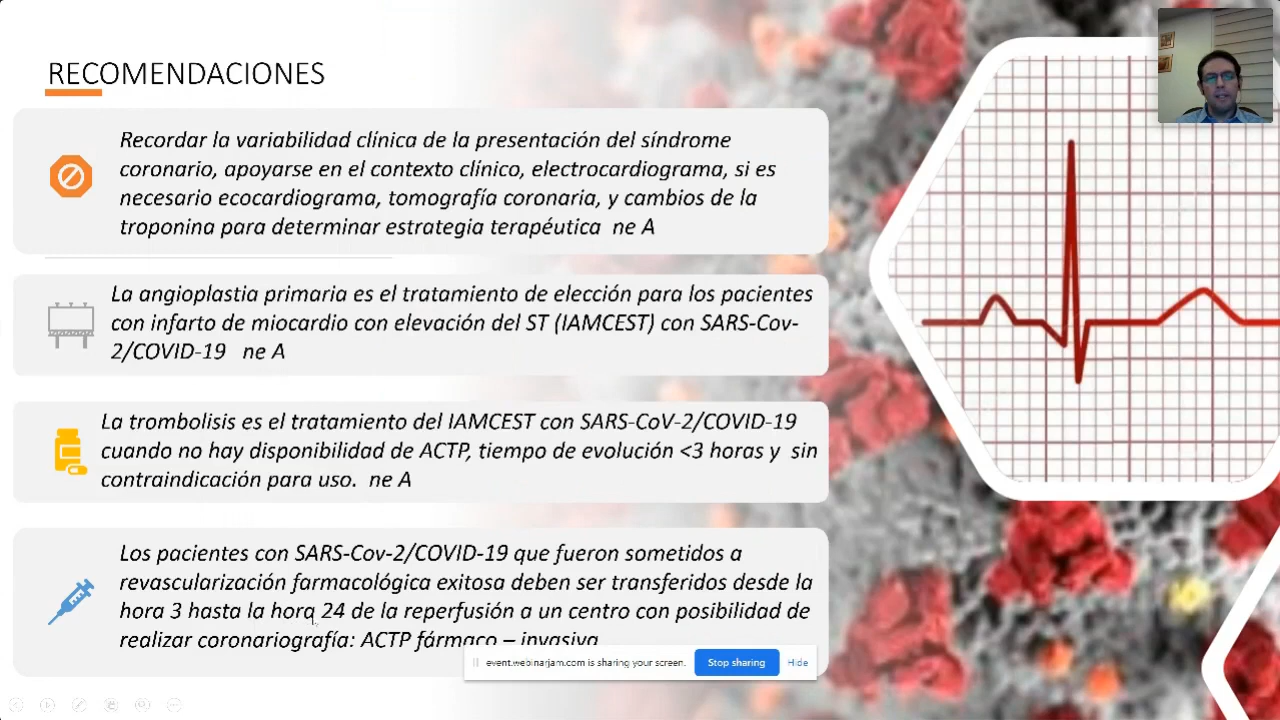 RECOMENDACIONES
Recordar la variabilidad clínica de la presentación del síndrome
coronario, apoyarse en el contexto clínico, electrocardiograma, si es
necesario ecocardiograma, tomografía coronaria, y cambios de la
troponina para determinar estrategia terapéutica ne A
La angioplastia primaria es el tratamiento de elección para los pacientes
con infarto de miocardio con elevación del ST (IAMCEST) con SARS-Cov-
2/COVID-19 ne A
La trombolisis es el tratamiento del IAMCEST con SARS-CoV-2/COVID-19
cuando no hay disponibilidad de ACTP, tiempo de evolución <3 horas y sin
contraindicación para uso. ne A
Los pacientes con SARS-Cov-2/COVID-19 que fueron sometidos a
revascularización farmacológica exitosa deben ser transferidos desde la
hora 3 hasta la hora 24 de la reperfusión a un centro con posibilidad de
realizar coronariografía: ACTP fármaco – invasiva
event.webinarjam.com is sharing your screen.
Stop sharing
Hide